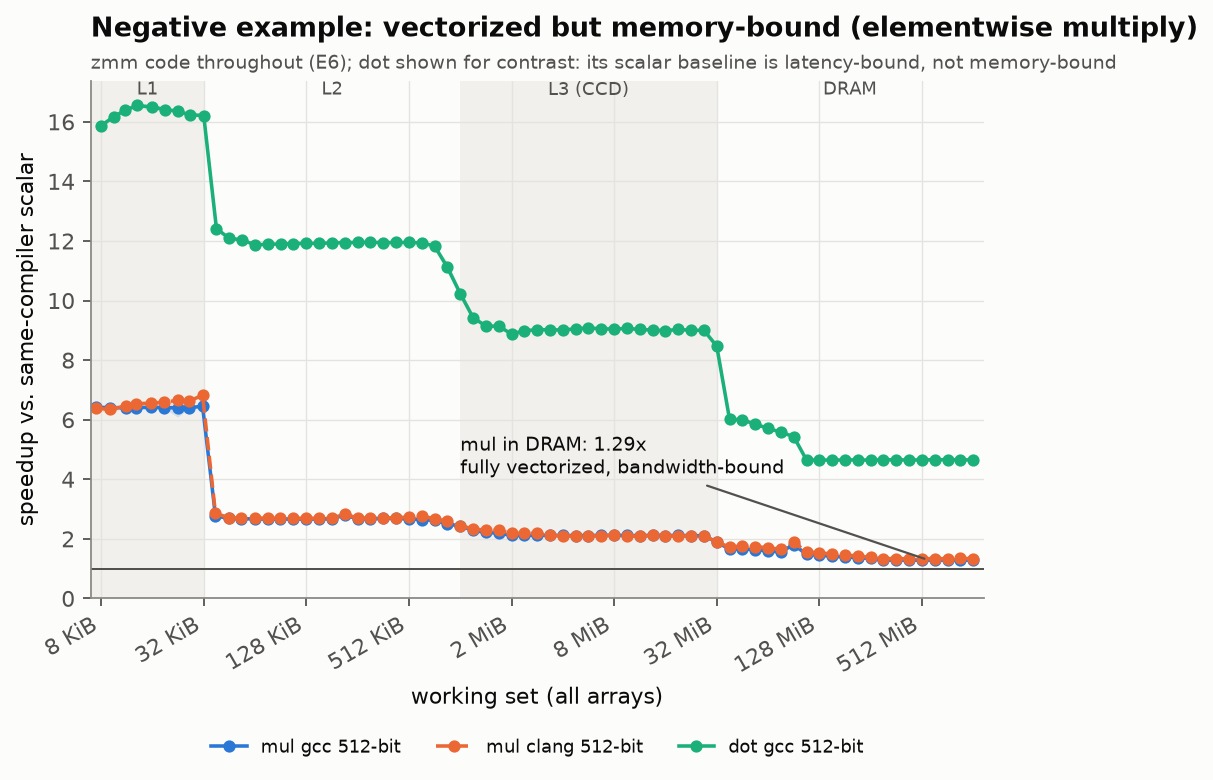 Negative example: vectorized but memory-bound (elementwise multiply)
zmm code throughout (E6); dot shown for contrast: its scalar baseline is latency-bound, not memory-bound
L1 L2 L3 (CCD) DRAM
16
14
12
10
8
6
4
2
0
speedup vs. same-compiler scalar
mul in DRAM: 1.29x
fully vectorized, bandwidth-bound
8 KiB 32 KiB 128 KiB 512 KiB 2 MiB 8 MiB 32 MiB 128 MiB 512 MiB
working set (all arrays)
mul gcc 512-bit mul clang 512-bit dot gcc 512-bit